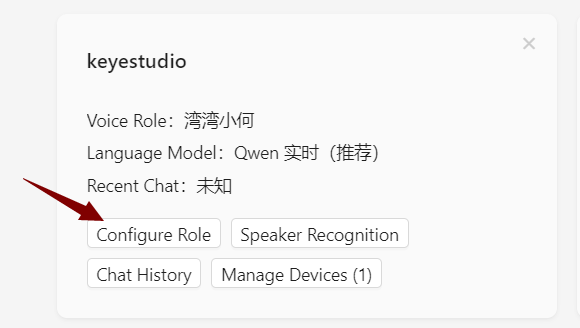 keyestudio
Voice Role：湾湾小何
Language Model：Qwen 实时（推荐）
Recent Chat：未知
Configure Role Speaker Recognition
Chat History Manage Devices (1)